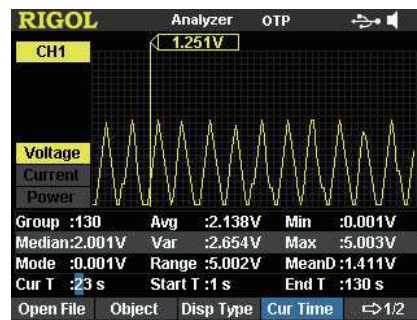 RIGOL Analyzer OTP
CH1
1.251V
Voltage
Current
Power
Group :130 Avg :2.138V Min :0.001V
Median:2.001V Var :2.654V Max :5.003V
Mode :0.001V Range :5.002V MeanD:1.411V
Cur T :23 s Start T :1 s End T :130 s
Open File Object Disp Type Cur Time ⇨1/2